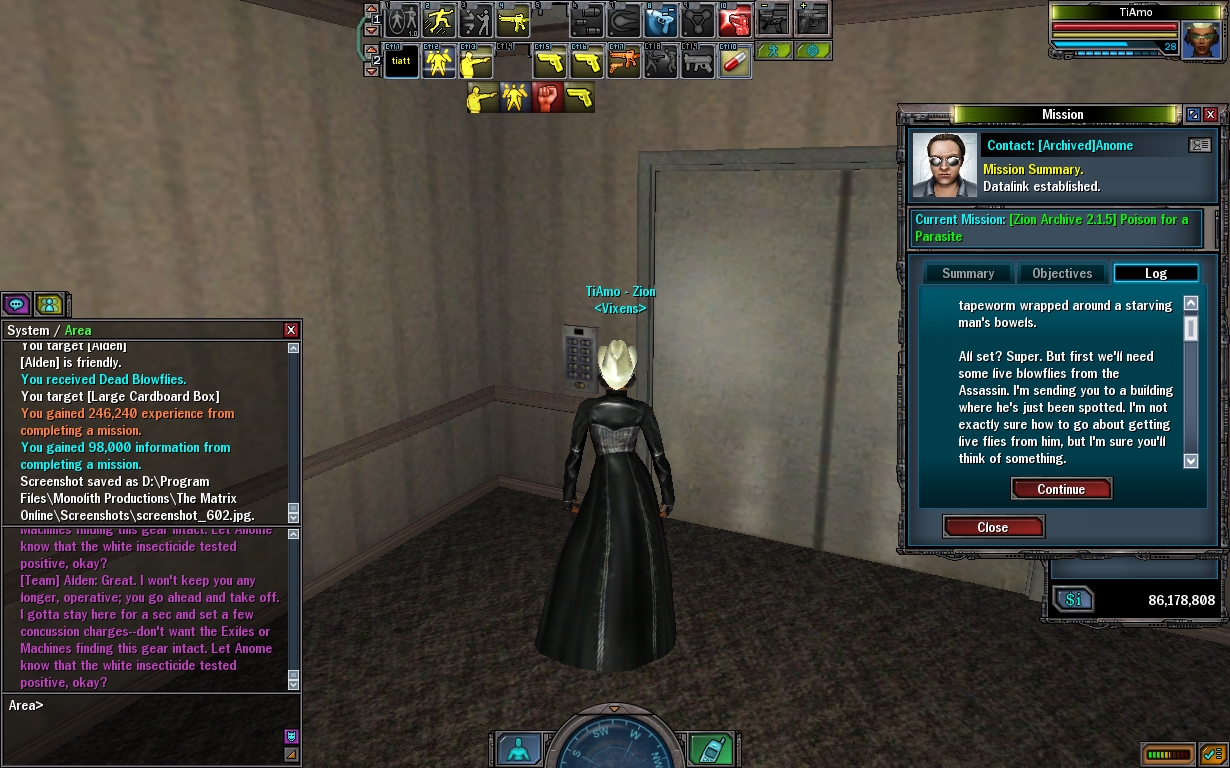 TiAmo
28
tiatt
Mission
Contact: [Archived]Anome
Mission Summary.
Datalink established.
Current Mission: [Zion Archive 2.1.5] Poison for a
Parasite
Summary
Objectives
Log
tapeworm wrapped around a starving
man's bowels.
All set? Super. But first we'll need
some live blowflies from the
Assassin. I'm sending you to a building
where he's just been spotted. I'm not
exactly sure how to go about getting
live flies from him, but I'm sure you'll
think of something.
Continue
Close
$i
86,178,808
TiAmo - Zion
<Vixens>
System / Area
You target [Alden]
[Alden] is friendly.
You received Dead Blowflies.
You target [Large Cardboard Box]
You gained 246,240 experience from
completing a mission.
You gained 98,000 information from
completing a mission.
Screenshot saved as D:\Program
Files\Monolith Productions\The Matrix
Online\Screenshots\screenshot_602.jpg.
Machines finding this gear intact. Let Anome
know that the white insecticide tested
positive, okay?
[Team] Alden: Great. I won't keep you any
longer, operative; you go ahead and take off.
I gotta stay here for a sec and set a few
concussion charges--don't want the Exiles or
Machines finding this gear intact. Let Anome
know that the white insecticide tested
positive, okay?
Area>
S
SW
W
NW